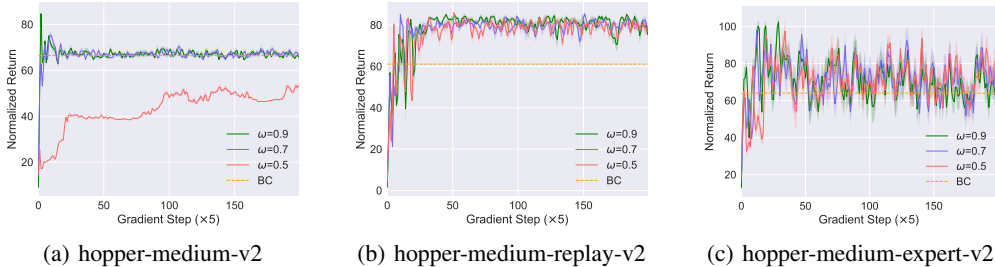 Normalized Return
80
60
40
20
0
50
100
150
Gradient Step (×5)
ω=0.9
ω=0.7
ω=0.5
BC
(a) hopper-medium-v2
Normalized Return
80
60
40
20
0
0
50
100
150
Gradient Step (×5)
ω=0.9
ω=0.7
ω=0.5
BC
(b) hopper-medium-replay-v2
Normalized Return
100
80
60
40
20
0
50
100
150
Gradient Step (×5)
ω=0.9
ω=0.7
ω=0.5
BC
(c) hopper-medium-expert-v2